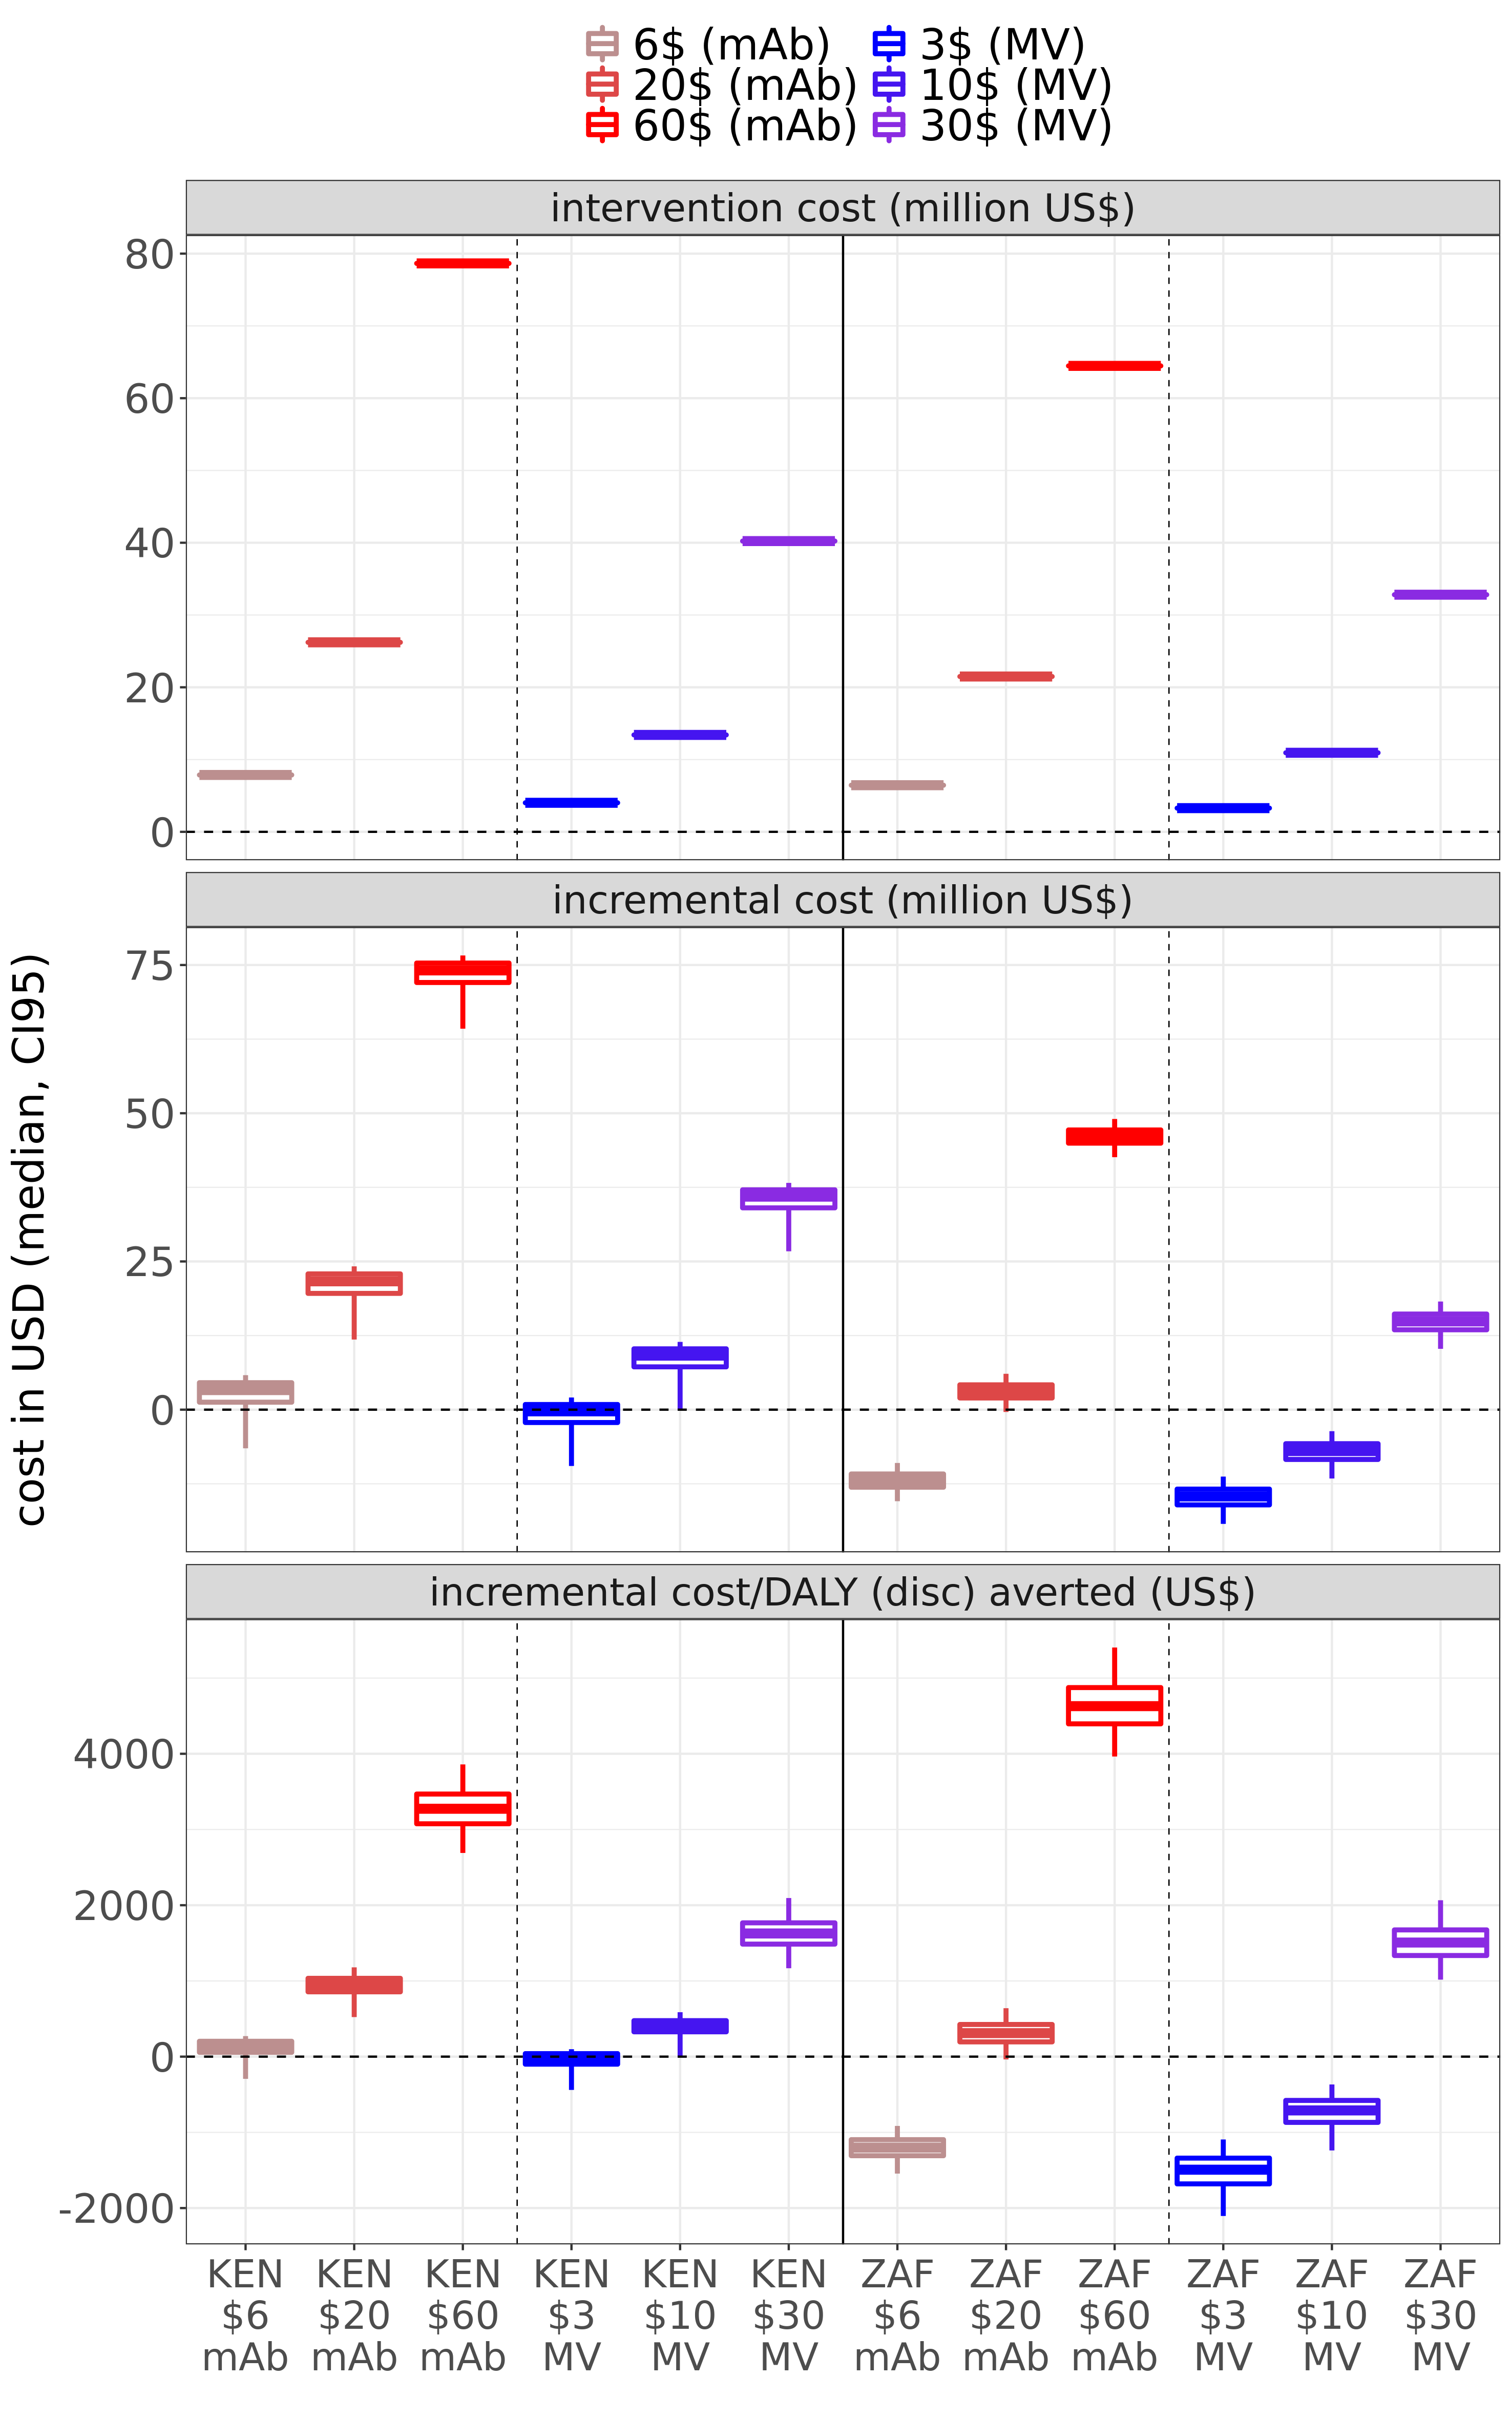 6$ (mAb) 3$ (MV)
20$ (mAb) 10$ (MV)
60$ (mAb) 30$ (MV)
intervention cost (million US$)
80
60
40
20
0
incremental cost (million US$)
75
50
25
0
incremental cost/DALY (disc) averted (US$)
4000
2000
0
-2000
cost in USD (median, CI95)
KEN KEN KEN KEN KEN KEN ZAF ZAF ZAF ZAF ZAF ZAF
$6 $20 $60 $3 $10 $30 $6 $20 $60 $3 $10 $30
mAb mAb mAb MV MV MV mAb mAb mAb MV MV MV